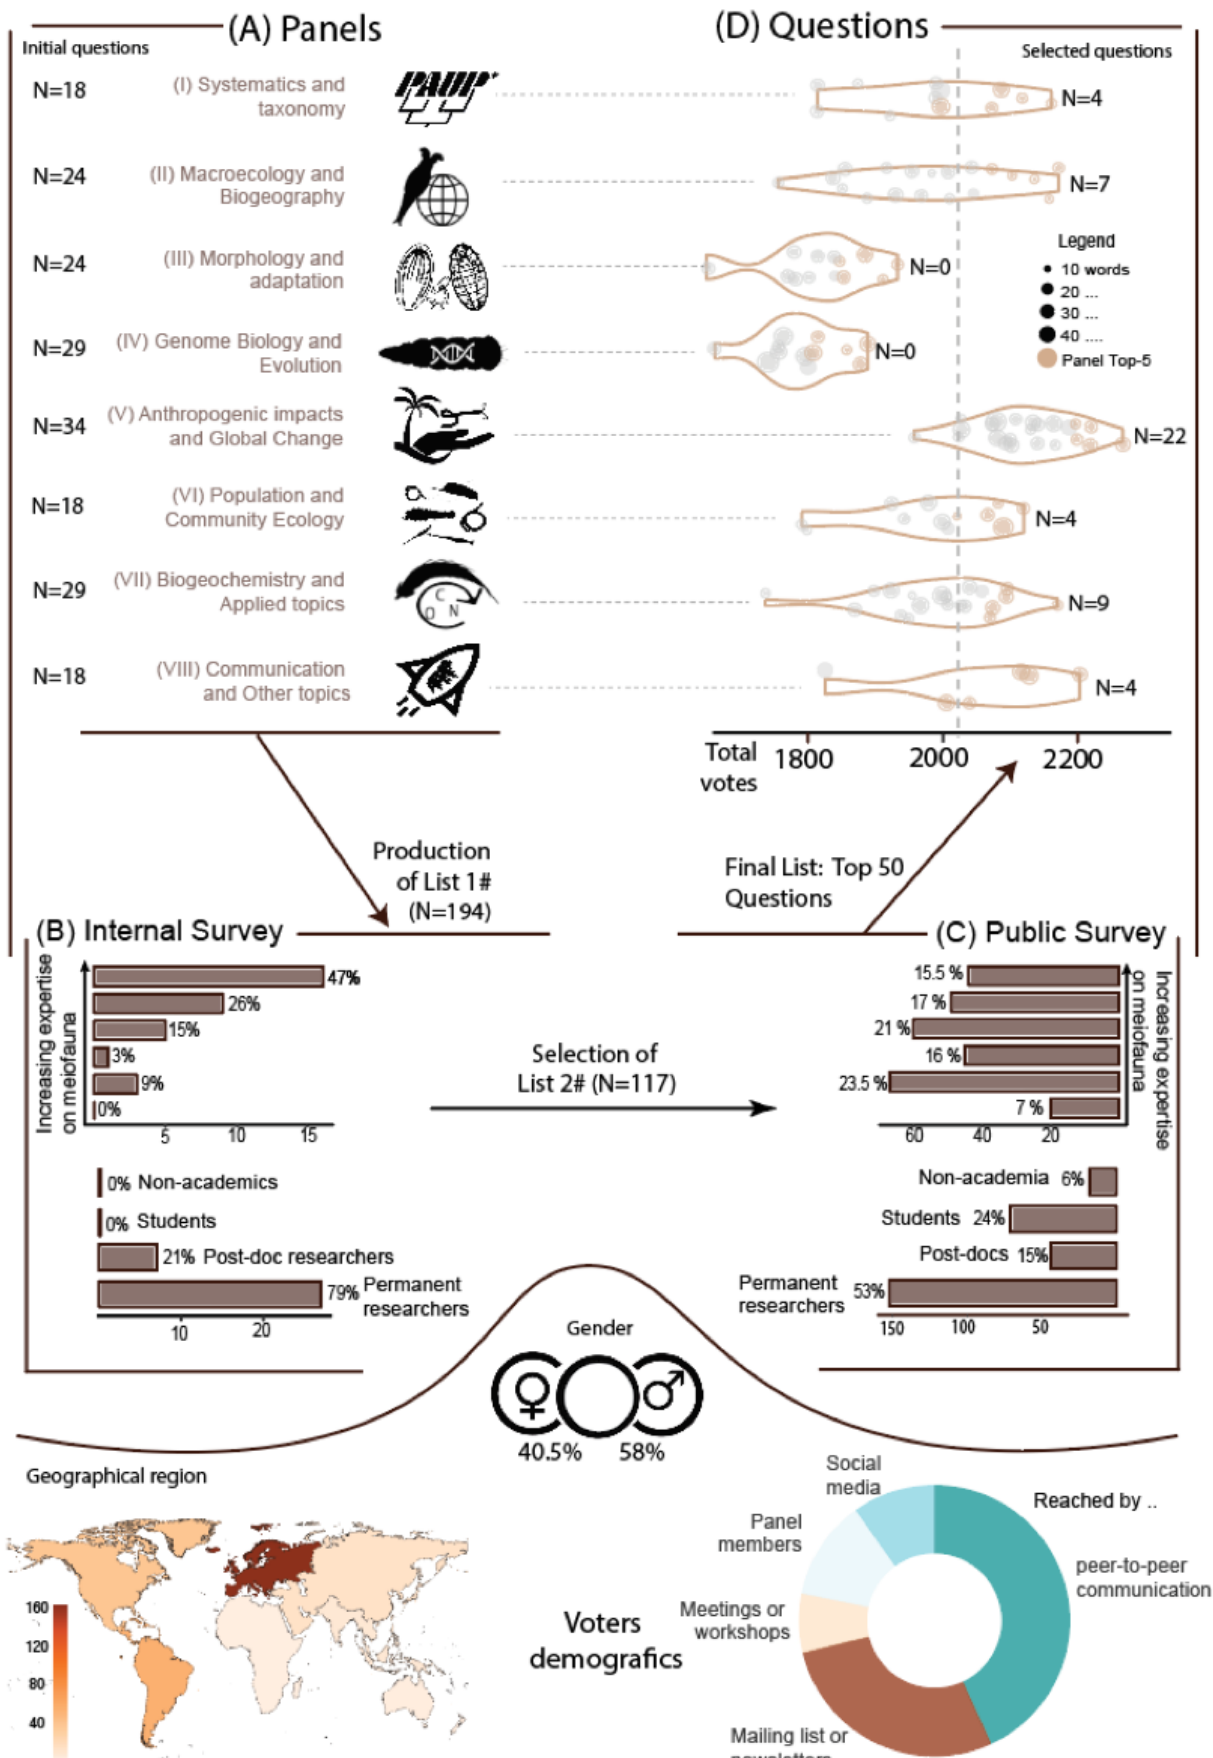 (A) Panels
Initial questions
N=18
(I) Systematics and
taxonomy
PAUP*
N=24
(II) Macroecology and
Biogeography
N=24
(III) Morphology and
adaptation
N=29
(IV) Genome Biology and
Evolution
N=34
(V) Anthropogenic impacts
and Global Change
N=18
(VI) Population and
Community Ecology
N=29
(VII) Biogeochemistry and
Applied topics
C
O N
N=18
(VIII) Communication
and Other topics
(D) Questions
Selected questions
N=4
N=7
Legend
10 words
20 ...
30 ...
40 ....
Panel Top-5
N=0
N=0
N=22
N=4
N=9
N=4
Total
votes
1800
2000
2200
Production
of List 1#
(N=194)
Final List: Top 50
Questions
(B) Internal Survey
Increasing expertise
on meiofauna
47%
26%
15%
3%
9%
0%
5
10
15
0% Non-academics
0% Students
21% Post-doc researchers
79% Permanent
researchers
10
20
Selection of
List 2# (N=117)
(C) Public Survey
15.5 %
17 %
21 %
16 %
23.5 %
7 %
60
40
20
Increasing expertise
on meiofauna
Non-academia 6%
Students 24%
Post-docs 15%
Permanent
researchers 53%
150
100
50
Gender
40.5%
58%
Geographical region
160
120
80
40
Voters
demografics
Reached by ..
Social
media
Panel
members
Meetings or
workshops
peer-to-peer
communication
Mailing list or